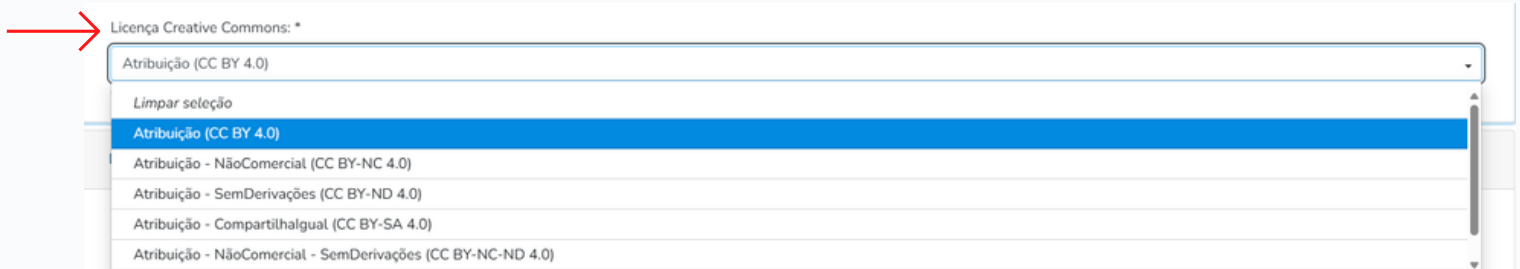 Licença Creative Commons: *
Atribuição (CC BY 4.0)
Limpar seleção
Atribuição (CC BY 4.0)
Atribuição - NãoComercial (CC BY-NC 4.0)
Atribuição - SemDerivações (CC BY-ND 4.0)
Atribuição - CompartilhaIgual (CC BY-SA 4.0)
Atribuição - NãoComercial - SemDerivações (CC BY-NC-ND 4.0)